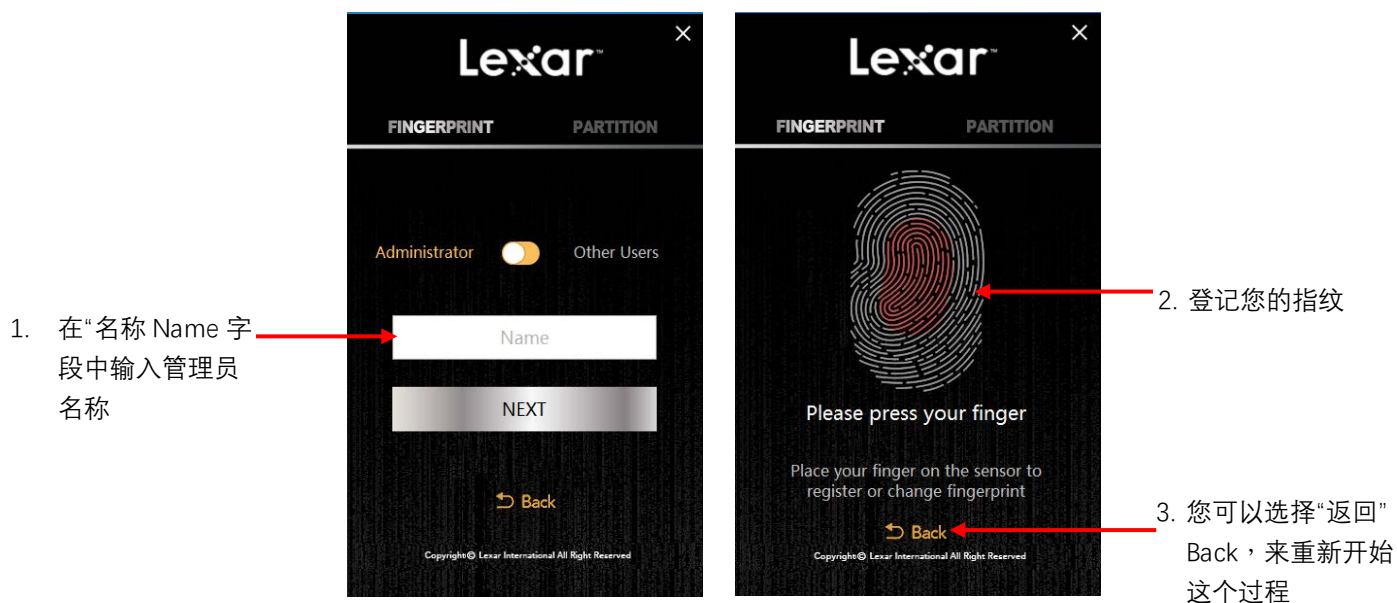 1. 在“名称 Name 字
段中输入管理员
名称
Lexar™
FINGERPRINT PARTITION
Administrator Other Users
Name
NEXT
Back
Copyright© Lexar International All Right Reserved
Lexar™
FINGERPRINT PARTITION
Please press your finger
Place your finger on the sensor to
register or change fingerprint
Back
Copyright© Lexar International All Right Reserved
2. 登记您的指纹
3. 您可以选择“返回”
Back，来重新开始
这个过程